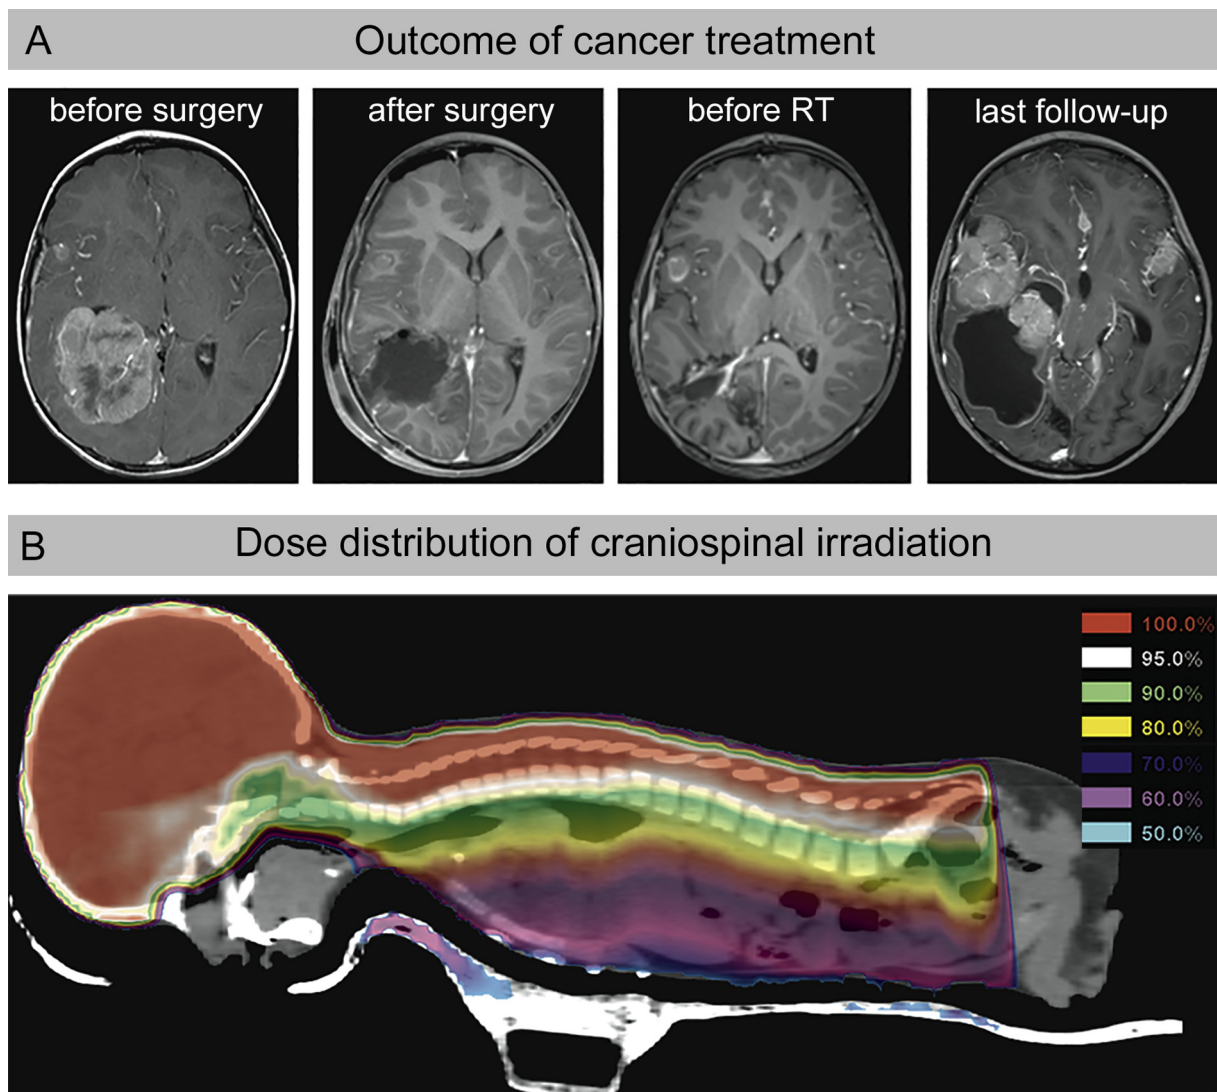 A
Outcome of cancer treatment
before surgery
after surgery
before RT
last follow-up
B
Dose distribution of craniospinal irradiation
100.0%
95.0%
90.0%
80.0%
70.0%
60.0%
50.0%